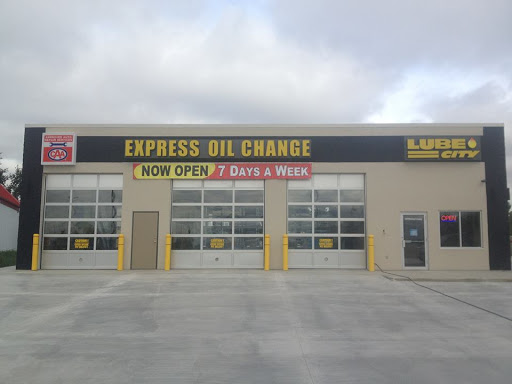 CAA
EXPRESS OIL CHANGE
LUBE
CITY
NOW OPEN 7 DAYS A WEEK
OPEN